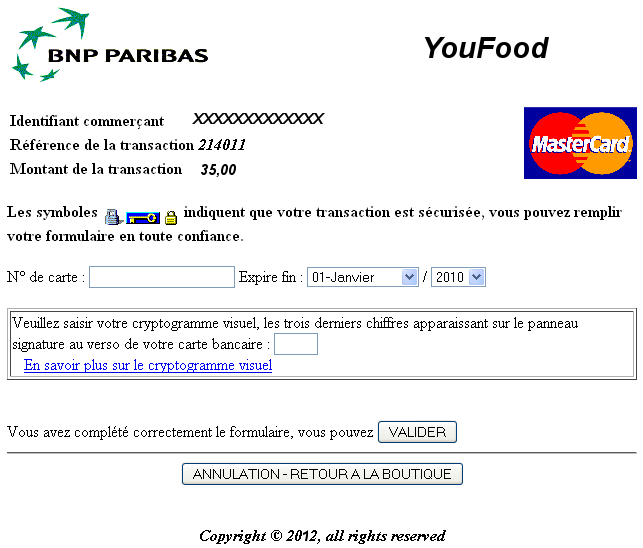 BNP PARIBAS
YouFood
Identifiant commerçant XXXXXXXXXXXXX
Référence de la transaction 214011
Montant de la transaction 35,00
MasterCard
Les symboles indiquent que votre transaction est sécurisée, vous pouvez remplir
votre formulaire en toute confiance.
N° de carte : Expire fin : 01-Janvier / 2010
Veuillez saisir votre cryptogramme visuel, les trois derniers chiffres apparaissant sur le panneau
signature au verso de votre carte bancaire :
En savoir plus sur le cryptogramme visuel
Vous avez complété correctement le formulaire, vous pouvez VALIDER
ANNULATION - RETOUR A LA BOUTIQUE
Copyright © 2012, all rights reserved